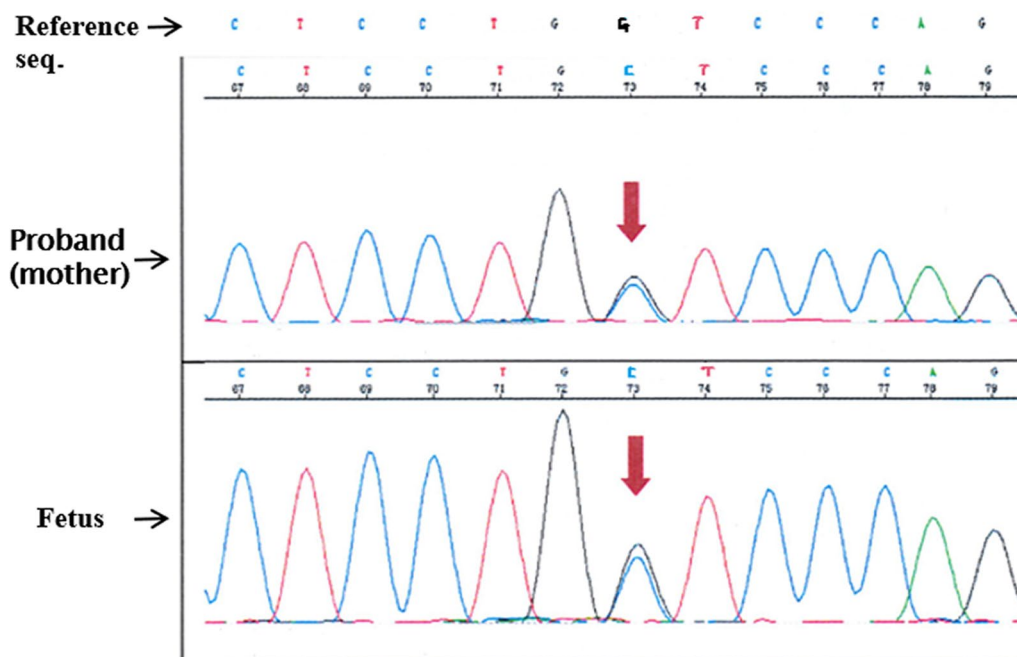 Reference → C T C C T G G T C C C A G
seq.
C T C C T G C T C C C A G
67 68 69 70 71 72 73 74 75 76 77 78 79
Proband →
(mother)
C T C C T G C T C C C A G
67 68 69 70 71 72 73 74 75 76 77 78 79
Fetus →